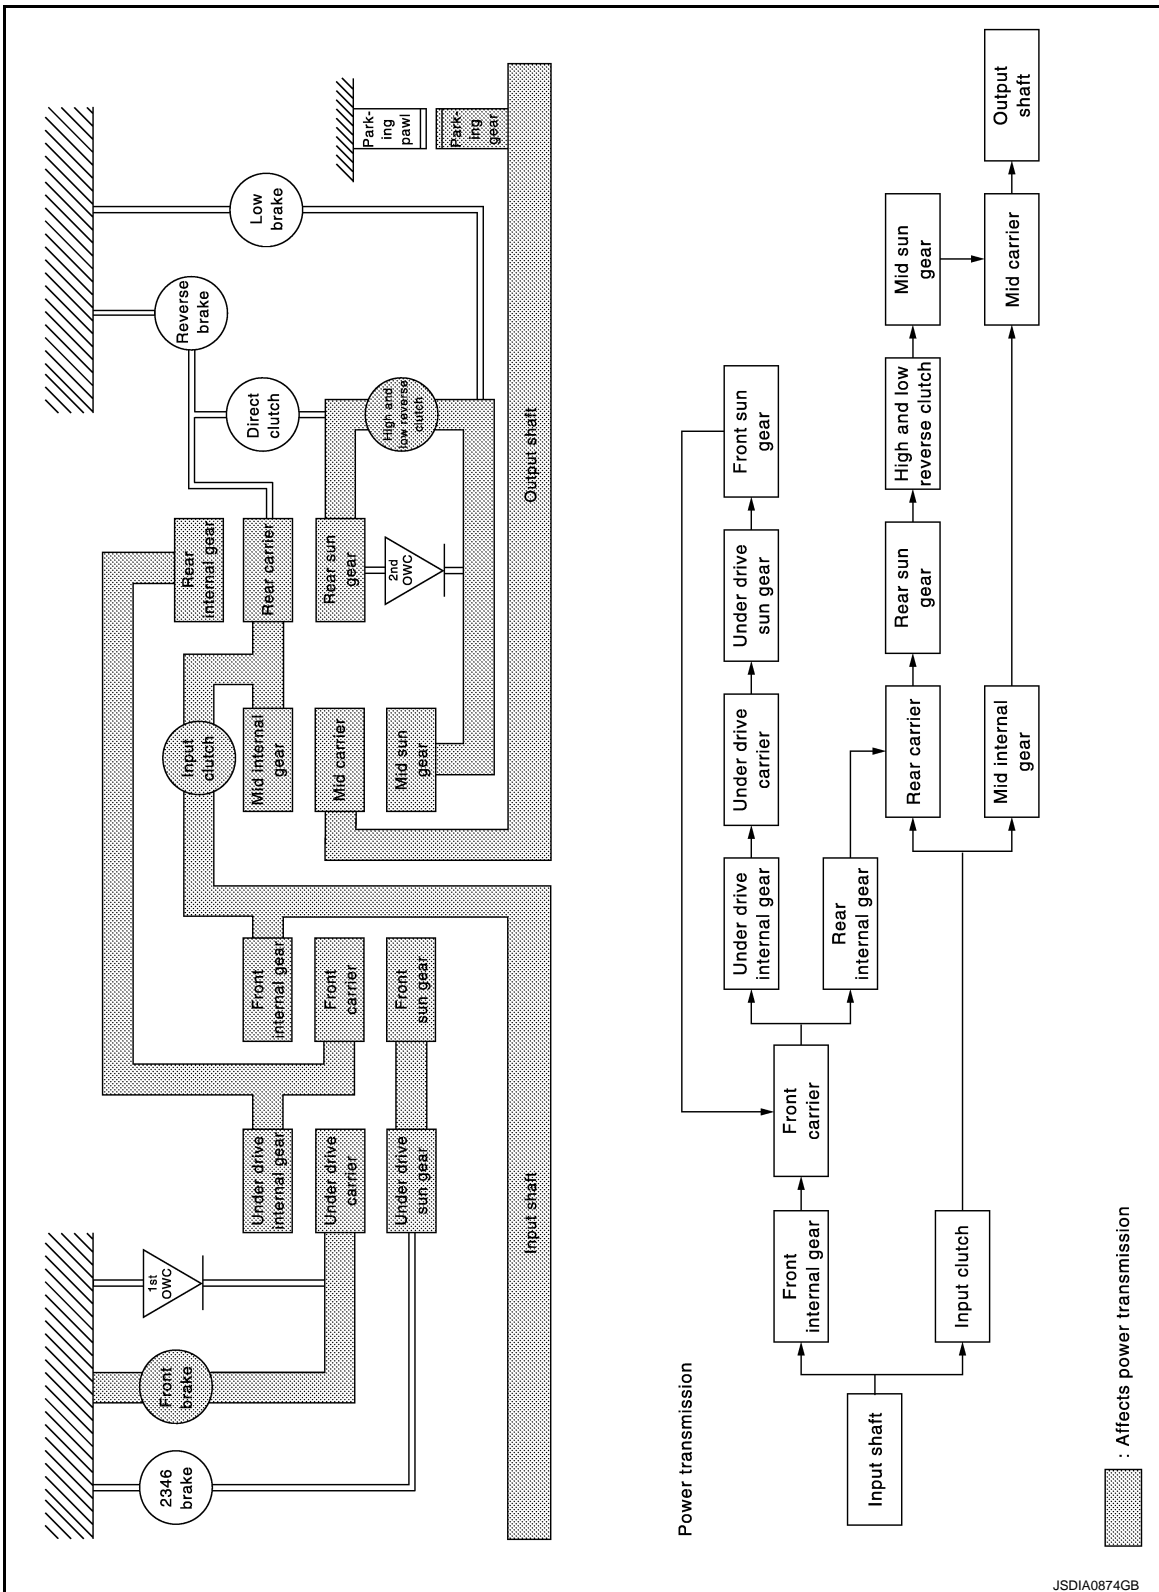 Park-
ing
pawl
Park-
ing
gear
Low
brake
Reverse
brake
Direct
clutch
High and
low reverse
clutch
Output shaft
Rear
internal gear
Rear carrier
Rear sun
gear
2nd
OWC
Input
clutch
Mid internal
gear
Mid carrier
Mid sun
gear
Front
internal gear
Front
carrier
Front
sun gear
Under drive
internal gear
Under drive
carrier
Under drive
sun gear
Input shaft
1st
OWC
Front
brake
2346
brake
Power transmission
Input shaft
Front
internal gear
Input clutch
Front
carrier
Under drive
internal gear
Rear
internal gear
Under drive
carrier
Rear carrier
Mid internal
gear
Under drive
sun gear
Rear sun
gear
Front sun
gear
High and low
reverse clutch
Mid sun
gear
Mid carrier
Output
shaft
: Affects power transmission
JSDIA0874GB